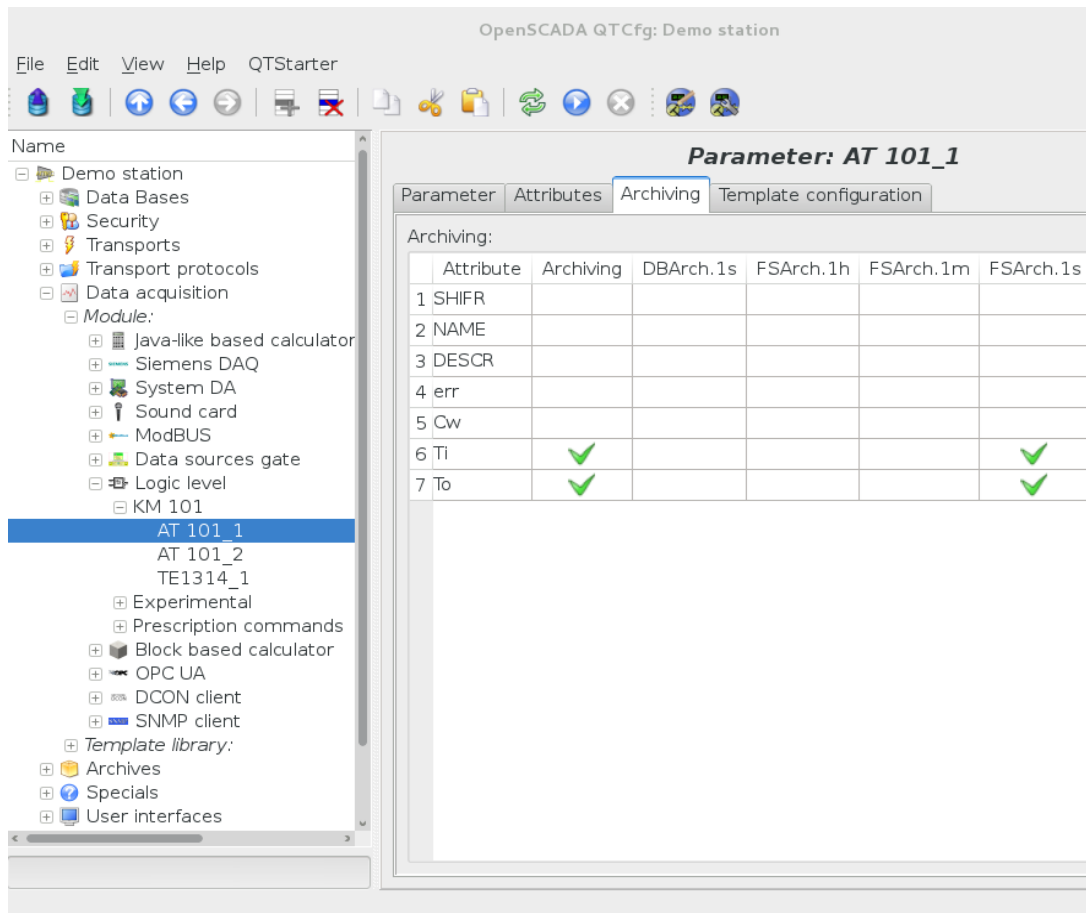 OpenSCADA QTCfg: Demo station
File Edit View Help QTStarter
Name
Demo station
Data Bases
Security
Transports
Transport protocols
Data acquisition
Module:
Java-like based calculator
Siemens DAQ
System DA
Sound card
ModBUS
Data sources gate
Logic level
KM 101
AT 101_1
AT 101_2
TE1314_1
Experimental
Prescription commands
Block based calculator
OPC UA
DCON client
SNMP client
Template library:
Archives
Specials
User interfaces
Parameter: AT 101_1
Parameter Attributes Archiving Template configuration
Archiving:
Attribute Archiving DBArch.1s FSArch.1h FSArch.1m FSArch.1s
1 SHIFR
2 NAME
3 DESCR
4 err
5 Cw
6 Ti
7 To